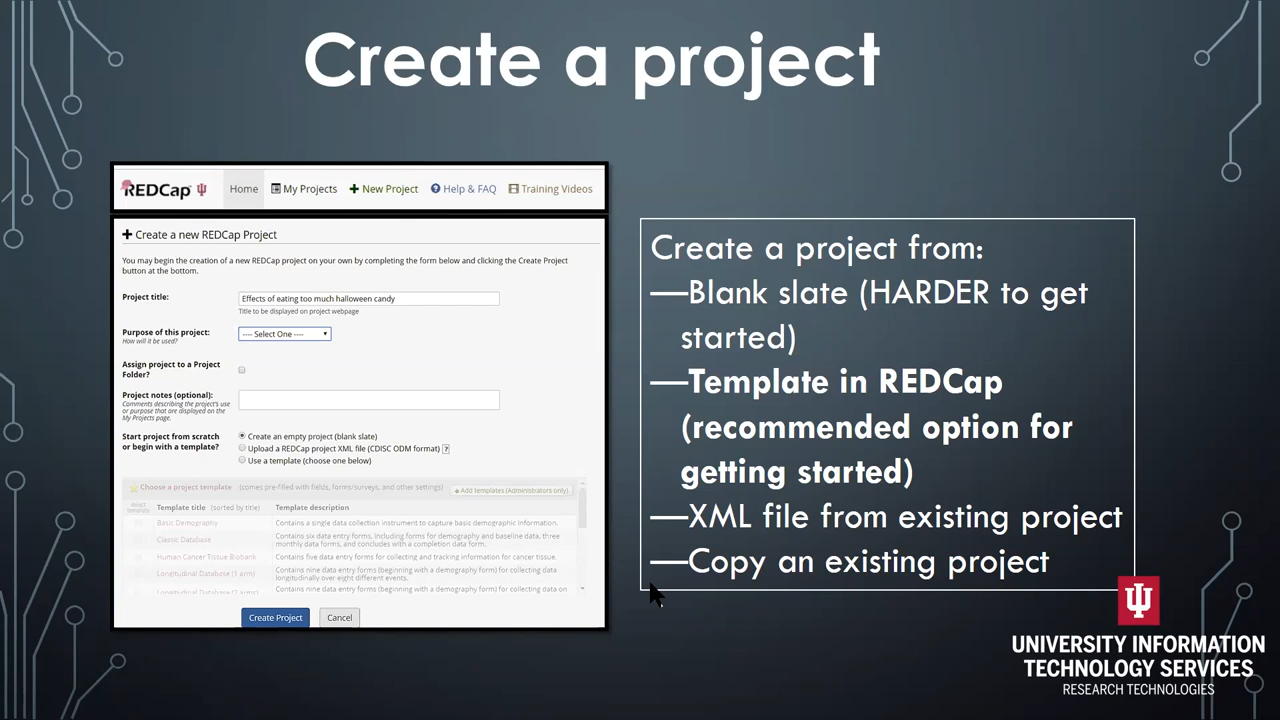 Create a project
REDCap Home My Projects New Project Help & FAQ Training Videos
Create a new REDCap Project
You may begin the creation of a new REDCap project on your own by completing the form below and clicking the Create Project
button at the bottom.
Project title: Effects of eating too much halloween candy
Title to be displayed on project webpage
Purpose of this project: ---- Select One ----
How will it be used?
Assign project to a Project
Folder?
Project notes (optional):
Comments describing the project's use
or purpose that are displayed on the
My Projects page.
Start project from scratch
or begin with a template?
Create an empty project (blank slate)
Upload a REDCap project XML file (CDISC ODM format) ?
Use a template (choose one below)
Choose a project template (comes pre-filled with fields, forms/surveys, and other settings) Add templates (Administrators only)
Select template Template title (sorted by title) Template description
Basic Demography Contains a single data collection instrument to capture basic demographic information.
Classic Database Contains six data entry forms, including forms for demography and baseline data, three
monthly data forms, and concludes with a completion data form.
Human Cancer Tissue Biobank Contains five data entry forms for collecting and tracking information for cancer tissue.
Longitudinal Database (1 arm) Contains nine data entry forms (beginning with a demography form) for collecting data
longitudinally over eight different events.
Longitudinal Database (2 arms) Contains nine data entry forms (beginning with a demography form) for collecting data on
Create Project Cancel
Create a project from:
—Blank slate (HARDER to get
started)
—Template in REDCap
(recommended option for
getting started)
—XML file from existing project
—Copy an existing project
UNIVERSITY INFORMATION
TECHNOLOGY SERVICES
RESEARCH TECHNOLOGIES